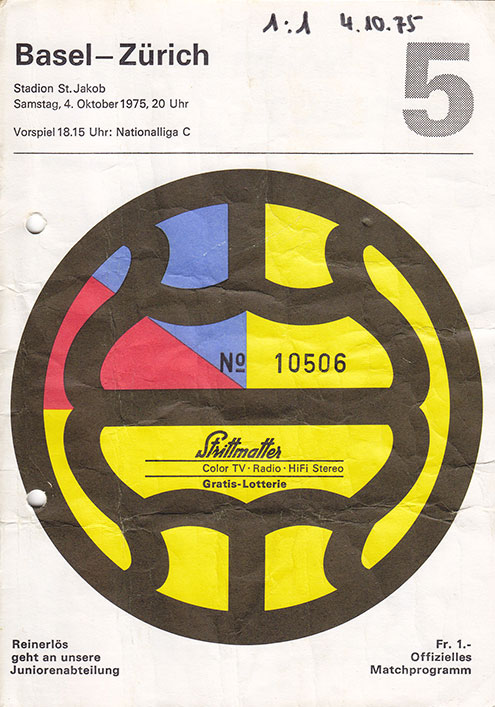 1:1 4.10.75
Basel–Zürich
5
Stadion St. Jakob
Samstag, 4. Oktober 1975, 20 Uhr
Vorspiel 18.15 Uhr: Nationalliga C
Nº 10506
Strittmatter
Color TV · Radio · HiFi Stereo
Gratis-Lotterie
Reinerlös
geht an unsere
Juniorenabteilung
Fr. 1.-
Offizielles
Matchprogramm